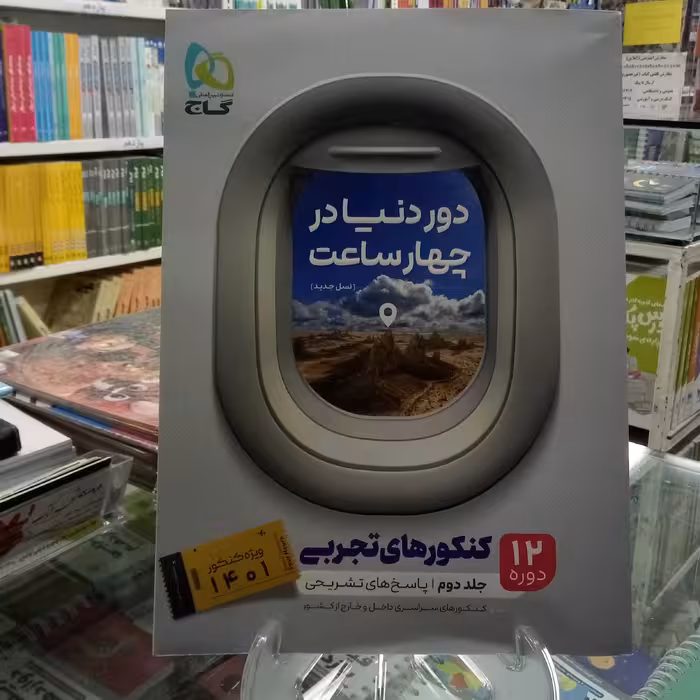 گاج
دور دنیا در
چهار ساعت
[نسل جدید]
کنکورهای تجربی
۱۲
دوره
جلد دوم | پاسخ‌های تشریحی
کنکورهای سراسری داخل و خارج از کشور
ویژه کنکور
۱۴۰۱